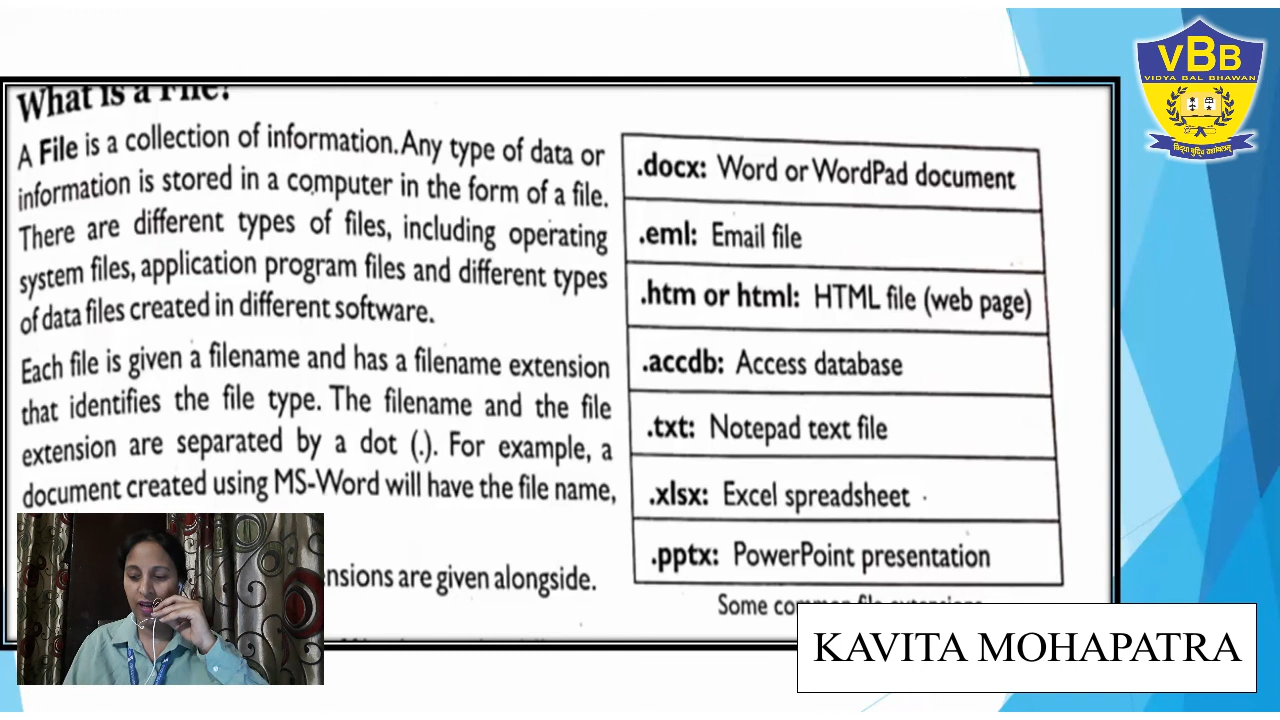 VBB
VIDYA BAL BHAWAN
What is a File?
A File is a collection of information. Any type of data or
information is stored in a computer in the form of a file.
There are different types of files, including operating
system files, application program files and different types
of data files created in different software.
Each file is given a filename and has a filename extension
that identifies the file type. The filename and the file
extension are separated by a dot (.). For example, a
document created using MS-Word will have the file name,
nsions are given alongside.
.docx: Word or WordPad document
.eml: Email file
.htm or html: HTML file (web page)
.accdb: Access database
.txt: Notepad text file
.xlsx: Excel spreadsheet
.pptx: PowerPoint presentation
Some common file extensions
KAVITA MOHAPATRA